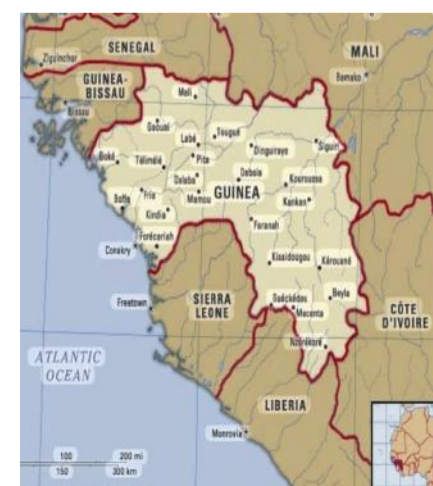 SENEGAL
MALI
Ziguinchor
GUINEA-
BISSAU
Bamako
Mali
Bissau
Gaoual
Tougué
Labé
Siguiri
Dinguiraye
Boké
Télimélé
Pita
Dalaba
Dabola
Kouroussa
Fria
GUINEA
Boffa
Mamou
Kankan
Kindia
Faranah
Forécariah
Conakry
Kissidougou
Kérouané
Freetown
SIERRA
LEONE
Guéckédou
Beyla
Macenta
CÔTE
D'IVOIRE
Nzérékoré
ATLANTIC
OCEAN
LIBERIA
Monrovia
100
200 mi
150
300 km